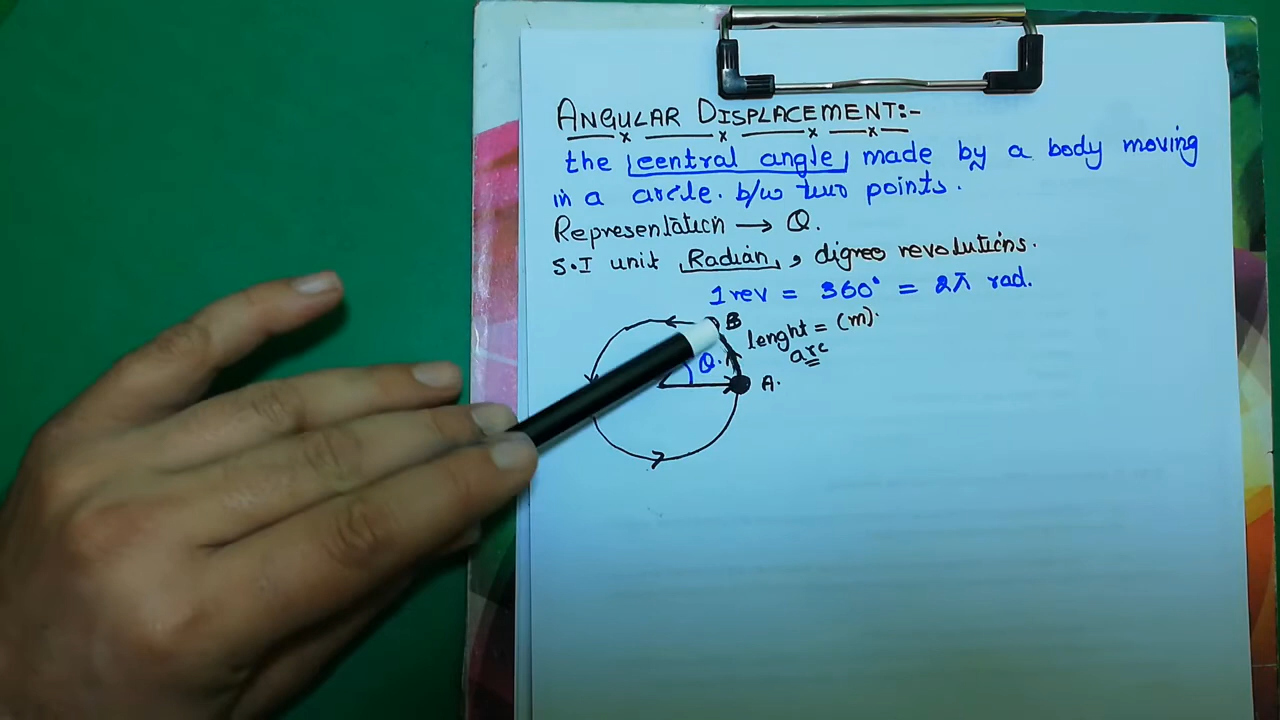 ANGULAR DISPLACEMENT:-
the central angle made by a body moving
in a circle. b/w two points.
Representation → Q.
S.I unit Radian, digree revolutions.
1 rev = 360° = 2π rad.
B
lenght = (m).
arc
Q.
A.